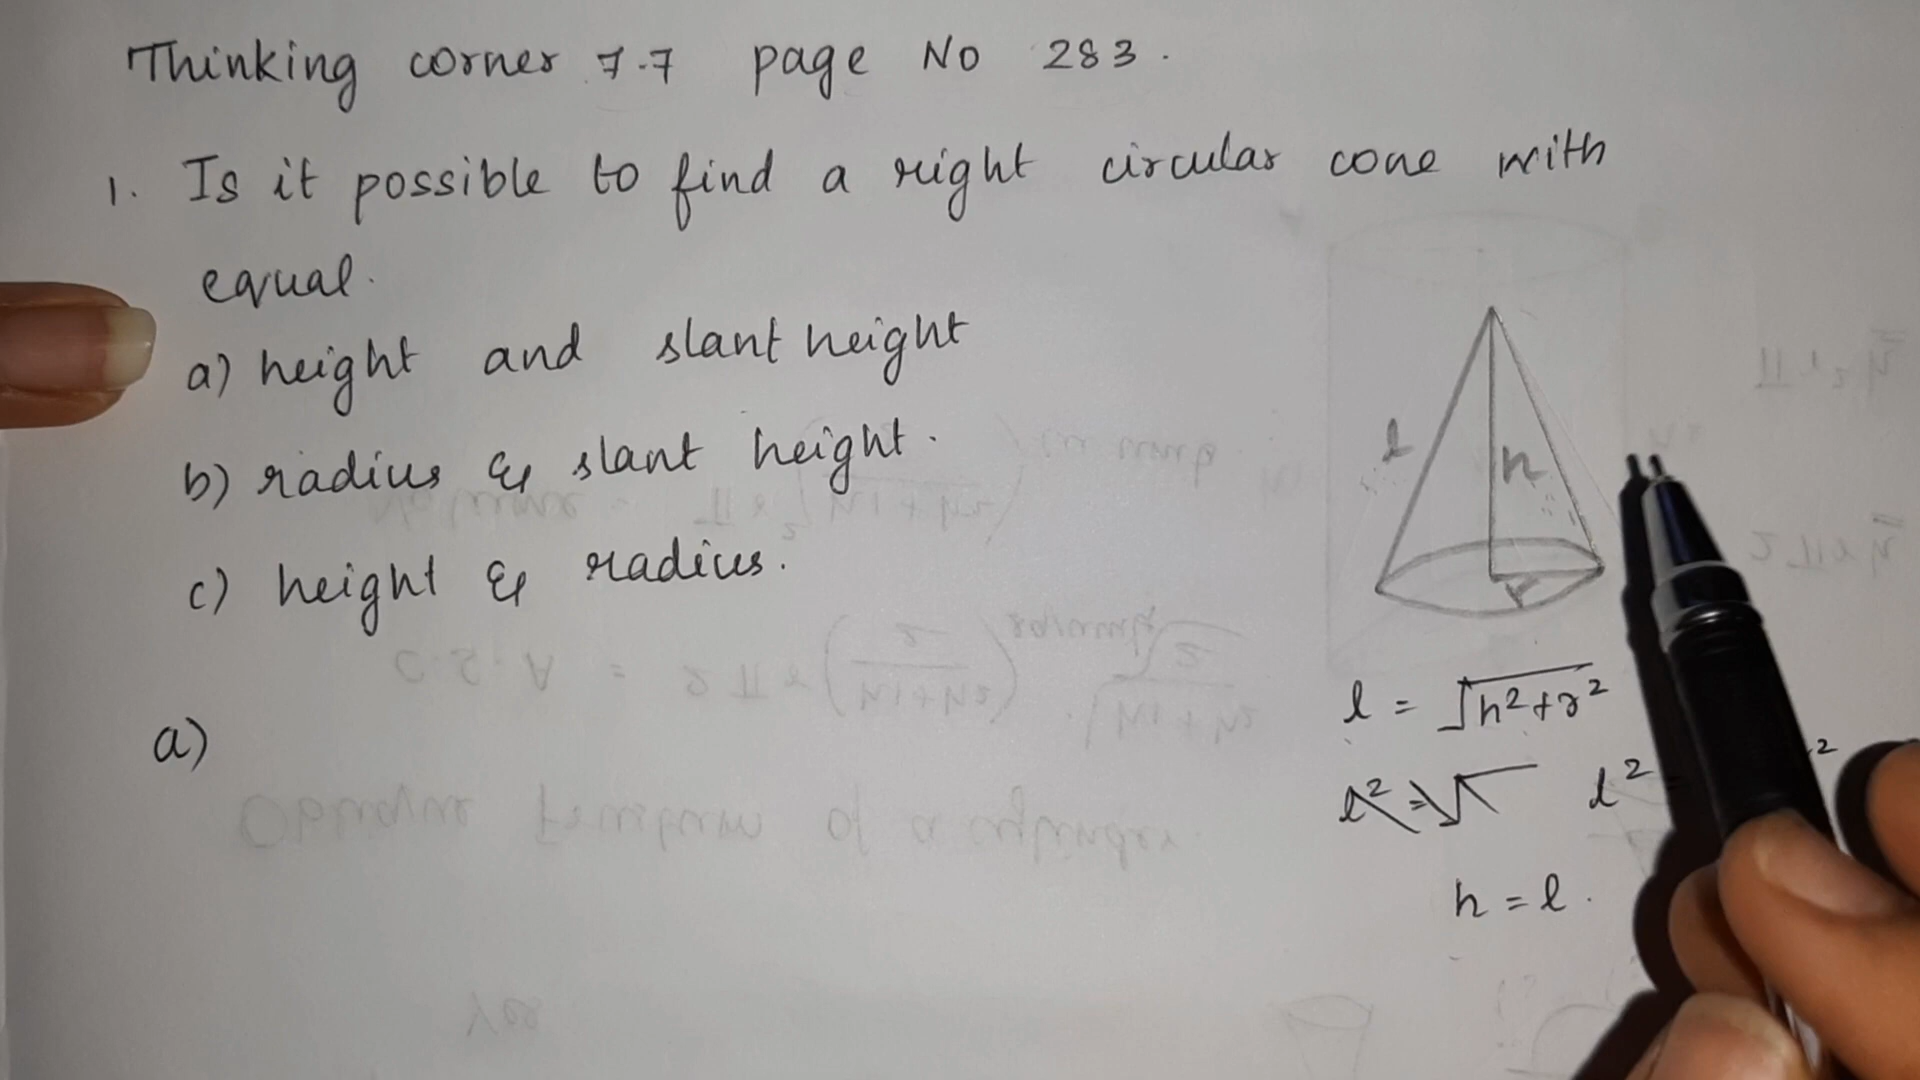 Thinking corner 7.7 page No 283.
1. Is it possible to find a right circular cone with
equal.
a) height and slant height
b) radius & slant height.
c) height & radius.
l
h
r
l = √h²+r²
l²
h = l.
a)